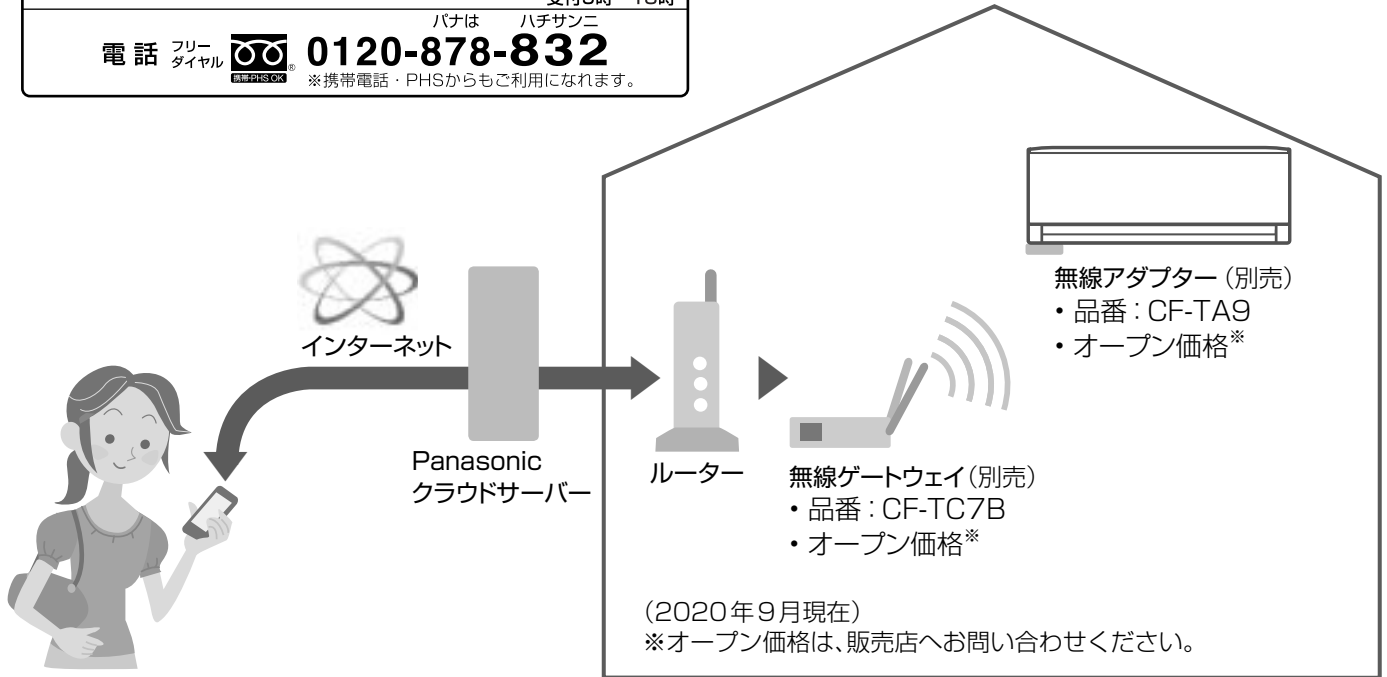 パナは ハチサンニ
電話 フリーダイヤル 0120-878-832
携帯・PHS OK
※携帯電話・PHSからもご利用になれます。
インターネット
Panasonic
クラウドサーバー
ルーター
無線アダプター（別売）
・品番：CF-TA9
・オープン価格※
無線ゲートウェイ（別売）
・品番：CF-TC7B
・オープン価格※
（2020年9月現在）
※オープン価格は、販売店へお問い合わせください。